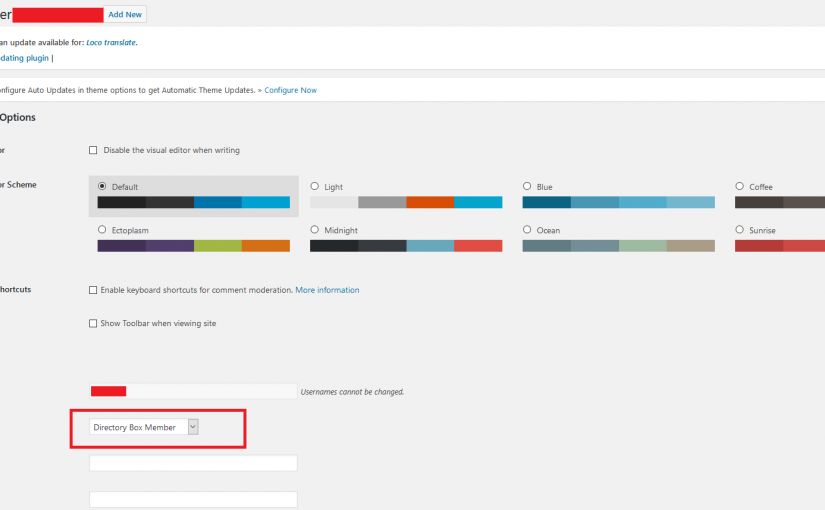 er
Add New
an update available for: Loco translate.
dating plugin |
onfigure Auto Updates in theme options to get Automatic Theme Updates. » Configure Now
Options
or
Disable the visual editor when writing
or Scheme
Default
Light
Blue
Coffee
Ectoplasm
Midnight
Ocean
Sunrise
hortcuts
Enable keyboard shortcuts for comment moderation. More information
Show Toolbar when viewing site
Usernames cannot be changed.
Directory Box Member